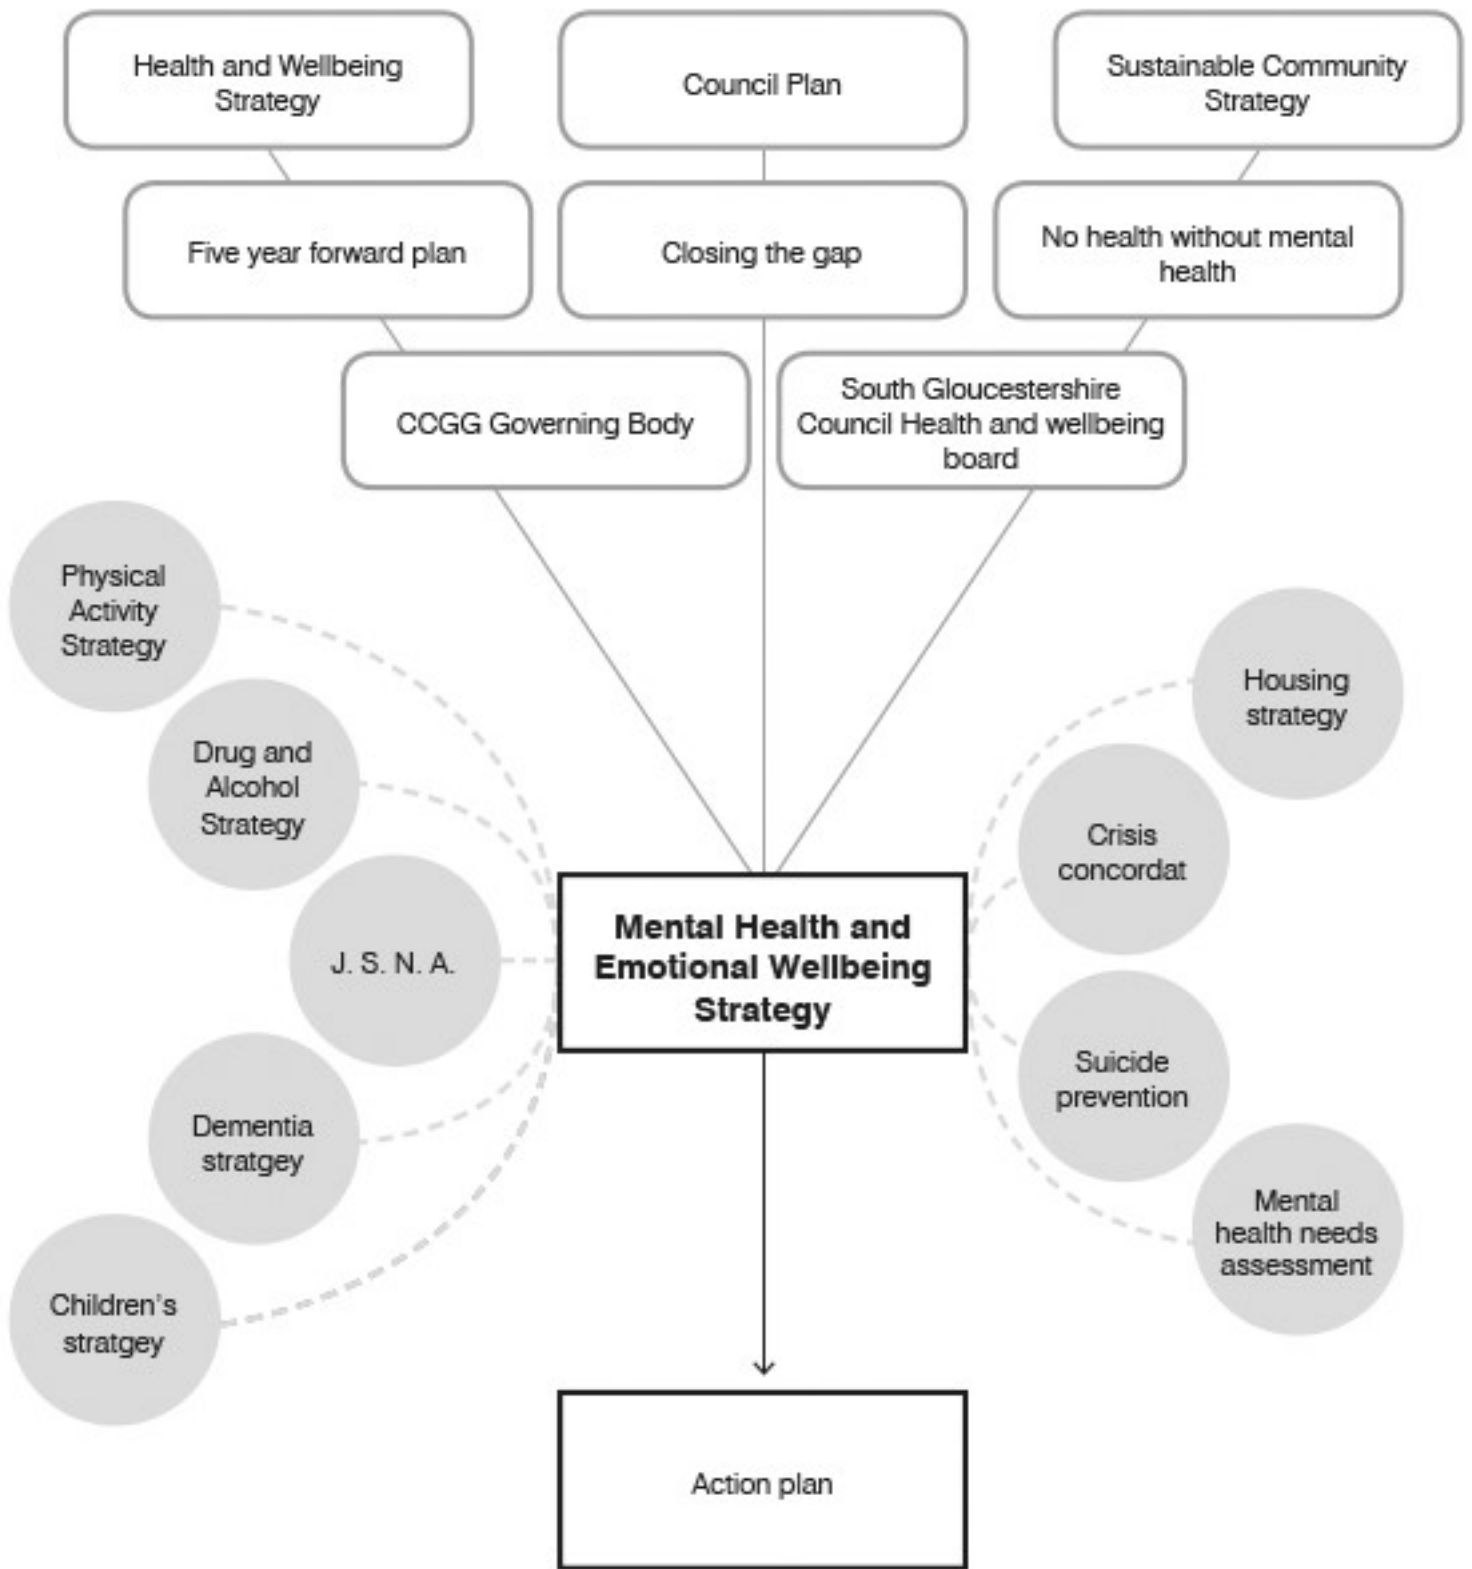 Health and Wellbeing
Strategy
Council Plan
Sustainable Community
Strategy
Five year forward plan
Closing the gap
No health without mental
health
CCGG Governing Body
South Gloucestershire
Council Health and wellbeing
board
Physical
Activity
Strategy
Drug and
Alcohol
Strategy
J. S. N. A.
Dementia
stratgey
Children's
stratgey
Housing
strategy
Crisis
concordat
Suicide
prevention
Mental
health needs
assessment
Mental Health and
Emotional Wellbeing
Strategy
Action plan